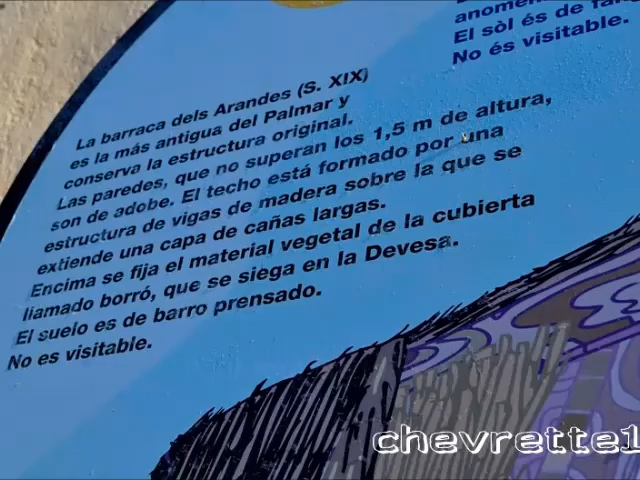 El sòl és de
No és visitable.
La barraca dels Arandes (S. XIX)
es la más antigua del Palmar y
conserva la estructura original.
Las paredes, que no superan los 1,5 m de altura,
son de adobe. El techo está formado por una
estructura de vigas de madera sobre la que se
extiende una capa de cañas largas.
Encima se fija el material vegetal de la cubierta
llamado borró, que se siega en la Devesa.
El suelo es de barro prensado.
No es visitable.
chevrette1